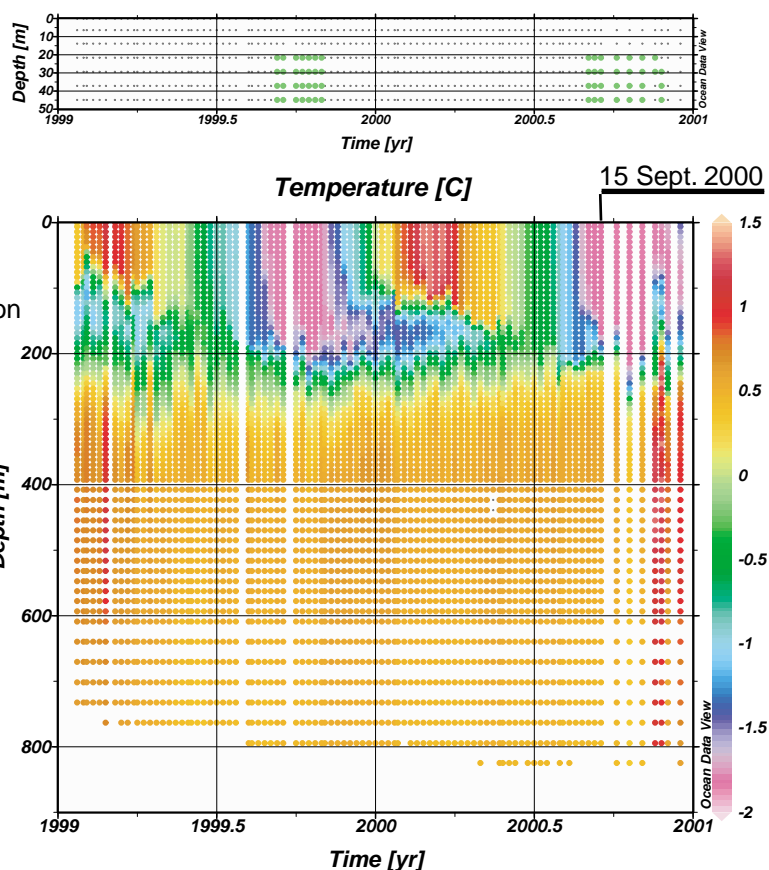 0
10
20
30
40
50
Depth [m]
Ocean Data View
1999 1999.5 2000 2000.5 2001
Time [yr]
15 Sept. 2000
Temperature [C]
0
200
400
600
800
on
Depth [m]
1.5
1
0.5
0
-0.5
-1
-1.5
-2
Ocean Data View
1999 1999.5 2000 2000.5 2001
Time [yr]